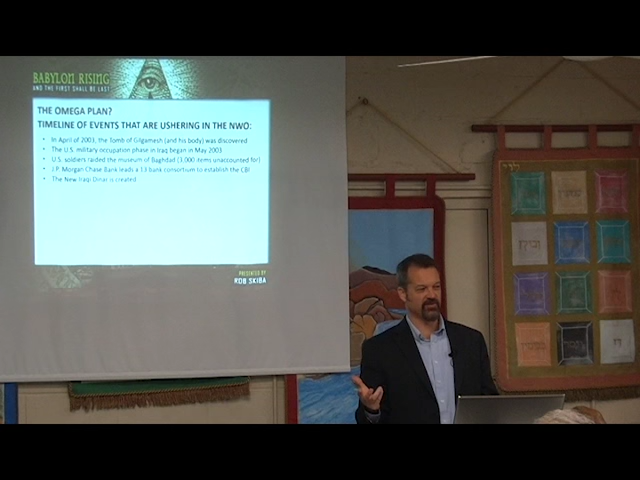 BABYLON RISING
AND THE FIRST SHALL BE LAST
THE OMEGA PLAN?
TIMELINE OF EVENTS THAT ARE USHERING IN THE NWO:
• In April of 2003, the Tomb of Gilgamesh (and his body) was discovered
• The U.S. military occupation phase in Iraq began in May 2003
• U.S. soldiers raided the museum of Baghdad (3,000 items unaccounted for)
• J.P. Morgan Chase Bank leads a 13 bank consortium to establish the CBI
• The New Iraqi Dinar is created
PRESENTED BY
ROB SKIBA